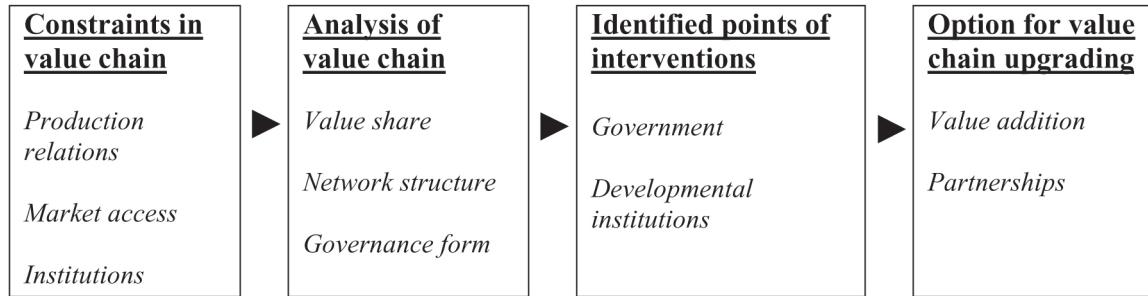 Constraints in
value chain
Production
relations
Market access
Institutions
Analysis of
value chain
Value share
Network structure
Governance form
Identified points of
interventions
Government
Developmental
institutions
Option for value
chain upgrading
Value addition
Partnerships